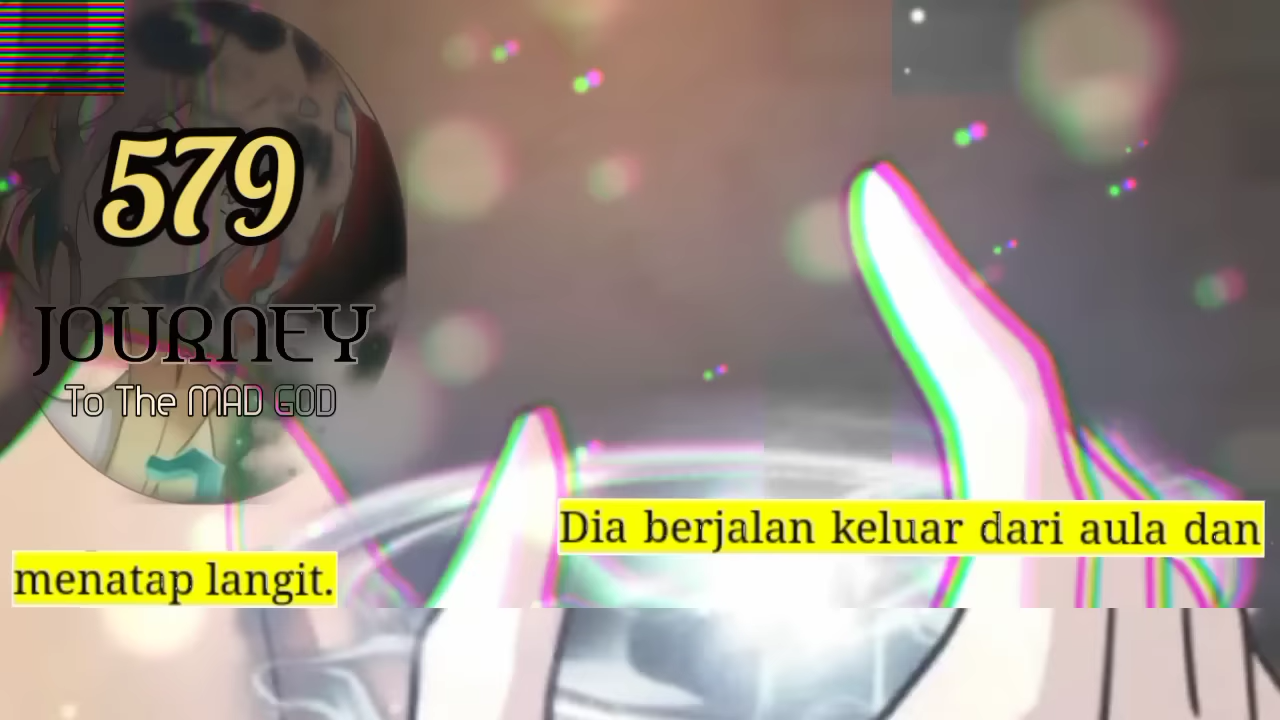 579
JOURNEY
To The MAD GOD
Dia berjalan keluar dari aula dan
menatap langit.